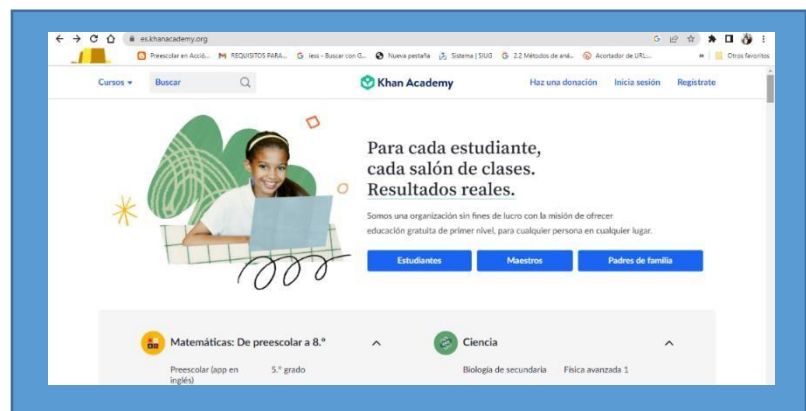 es.khanacademy.org
Preescolar en Acció... REQUISITOS PARA... iess - Buscar con G... Nueva pestaña Sistema | SIUG 2.2 Métodos de aná... Acortador de URL:... » Otros favoritos
Cursos Buscar Khan Academy Haz una donación Inicia sesión Regístrate
Para cada estudiante,
cada salón de clases.
Resultados reales.
Somos una organización sin fines de lucro con la misión de ofrecer
educación gratuita de primer nivel, para cualquier persona en cualquier lugar.
Estudiantes Maestros Padres de familia
Matemáticas: De preescolar a 8.º Ciencia
Preescolar (app en 5.º grado Biología de secundaria Física avanzada 1
inglés)